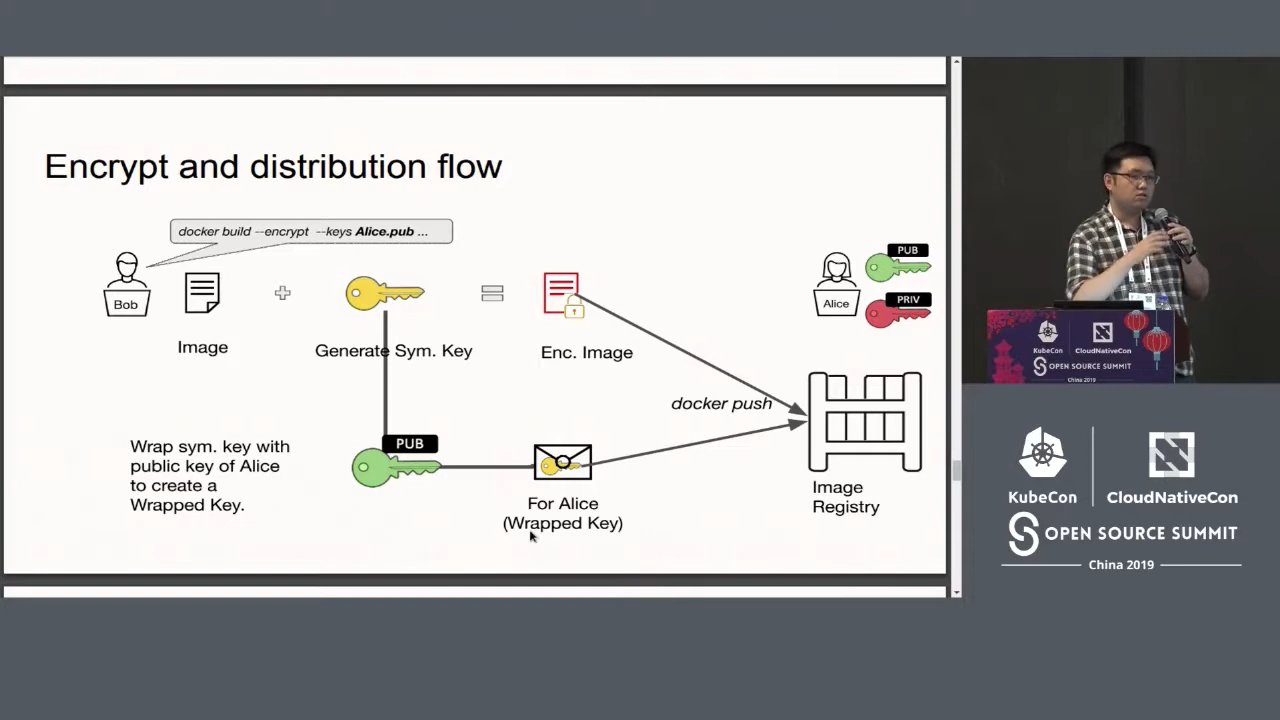 Encrypt and distribution flow
docker build --encrypt --keys Alice.pub ...
Bob
Image
Generate Sym. Key
Enc. Image
Alice
PUB
PRIV
docker push
Wrap sym. key with
public key of Alice
to create a
Wrapped Key.
PUB
For Alice
(Wrapped Key)
Image
Registry
KubeCon
CloudNativeCon
OPEN SOURCE SUMMIT
China 2019
KubeCon
CloudNativeCon
OPEN SOURCE SUMMIT
China 2019